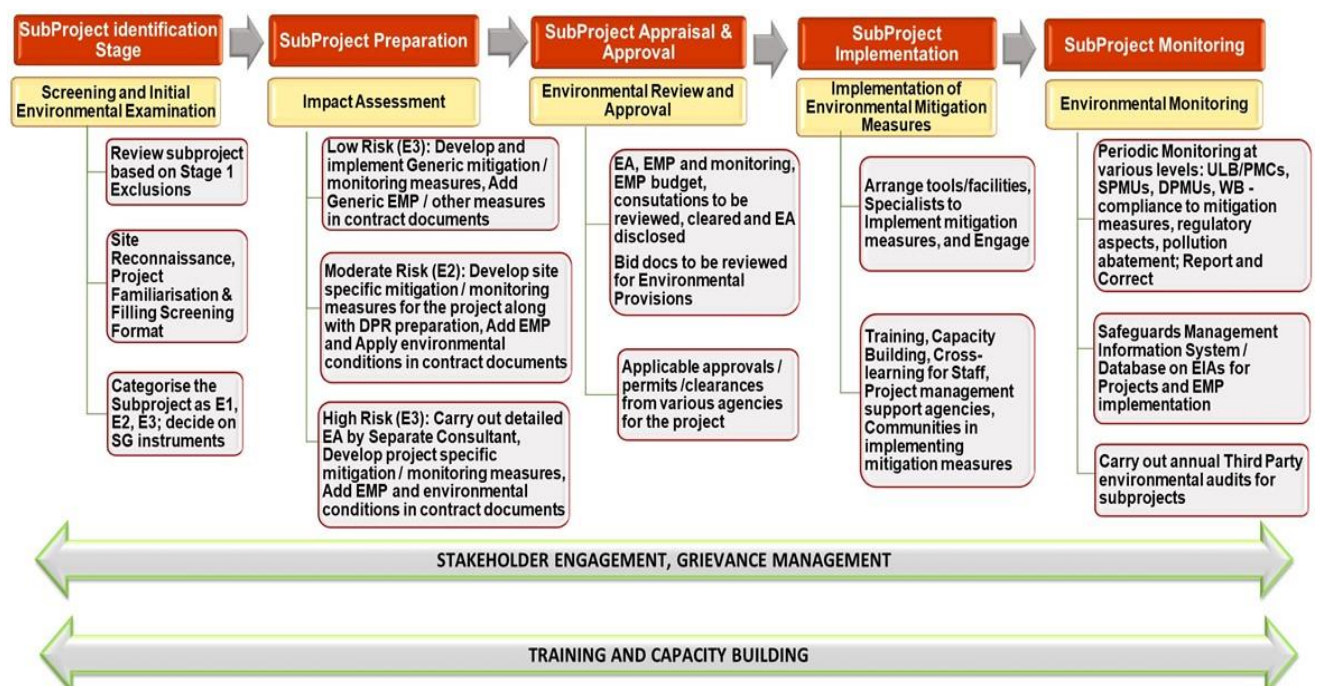 SubProject identification
Stage
SubProject Preparation
SubProject Appraisal &
Approval
SubProject
Implementation
SubProject Monitoring
Screening and Initial
Environmental Examination
Impact Assessment
Environmental Review and
Approval
Implementation of
Environmental Mitigation
Measures
Environmental Monitoring
Review subproject
based on Stage 1
Exclusions
Site
Reconnaissance,
Project
Familiarisation &
Filling Screening
Format
Categorise the
Subproject as E1,
E2, E3; decide on
SG instruments
Low Risk (E3): Develop and
implement Generic mitigation /
monitoring measures, Add
Generic EMP / other measures
in contract documents
Moderate Risk (E2): Develop site
specific mitigation / monitoring
measures for the project along
with DPR preparation, Add EMP
and Apply environmental
conditions in contract documents
High Risk (E3): Carry out detailed
EA by Separate Consultant,
Develop project specific
mitigation / monitoring measures,
Add EMP and environmental
conditions in contract documents
EA, EMP and monitoring,
EMP budget,
consutations to be
reviewed, cleared and EA
disclosed
Bid docs to be reviewed
for Environmental
Provisions
Applicable approvals /
permits /clearances
from various agencies
for the project
Arrange tools/facilities,
Specialists to
Implement mitigation
measures, and Engage
Training, Capacity
Building, Cross-
learning for Staff,
Project management
support agencies,
Communities in
implementing
mitigation measures
Periodic Monitoring at
various levels: ULB/PMCs,
SPMUs, DPMUs, WB -
compliance to mitigation
measures, regulatory
aspects, pollution
abatement; Report and
Correct
Safeguards Management
Information System /
Database on EIAs for
Projects and EMP
implementation
Carry out annual Third Party
environmental audits for
subprojects
STAKEHOLDER ENGAGEMENT, GRIEVANCE MANAGEMENT
TRAINING AND CAPACITY BUILDING